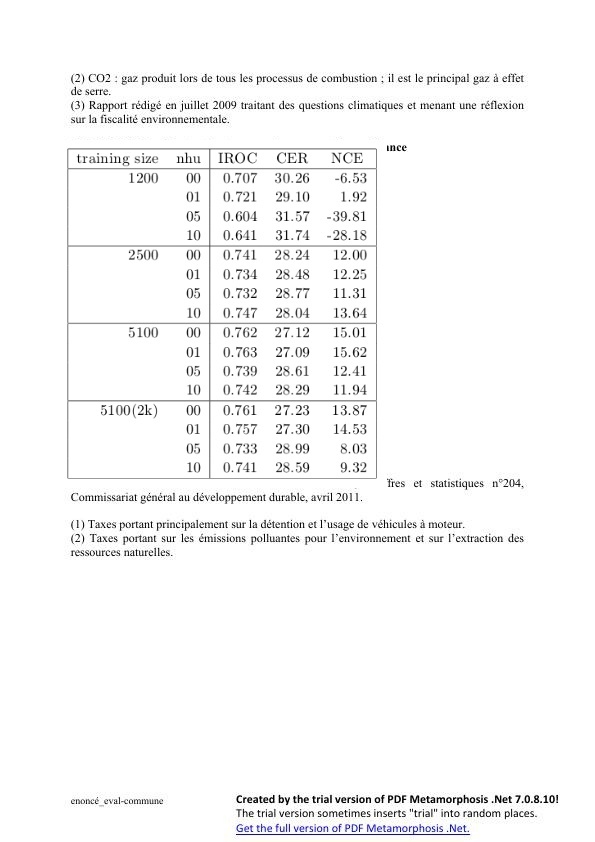 (2) CO2 : gaz produit lors de tous les processus de combustion ; il est le principal gaz à effet
de serre.
(3) Rapport rédigé en juillet 2009 traitant des questions climatiques et menant une réflexion
sur la fiscalité environnementale.
training size nhu IROC CER NCE
1200 00 0.707 30.26 -6.53
01 0.721 29.10 1.92
05 0.604 31.57 -39.81
10 0.641 31.74 -28.18
2500 00 0.741 28.24 12.00
01 0.734 28.48 12.25
05 0.732 28.77 11.31
10 0.747 28.04 13.64
5100 00 0.762 27.12 15.01
01 0.763 27.09 15.62
05 0.739 28.61 12.41
10 0.742 28.29 11.94
5100(2k) 00 0.761 27.23 13.87
01 0.757 27.30 14.53
05 0.733 28.99 8.03
10 0.741 28.59 9.32
et statistiques n°204,
Commissariat général au développement durable, avril 2011.
(1) Taxes portant principalement sur la détention et l’usage de véhicules à moteur.
(2) Taxes portant sur les émissions polluantes pour l’environnement et sur l’extraction des
ressources naturelles.
enoncé_eval-commune
Created by the trial version of PDF Metamorphosis .Net 7.0.8.10!
The trial version sometimes inserts "trial" into random places.
Get the full version of PDF Metamorphosis .Net.